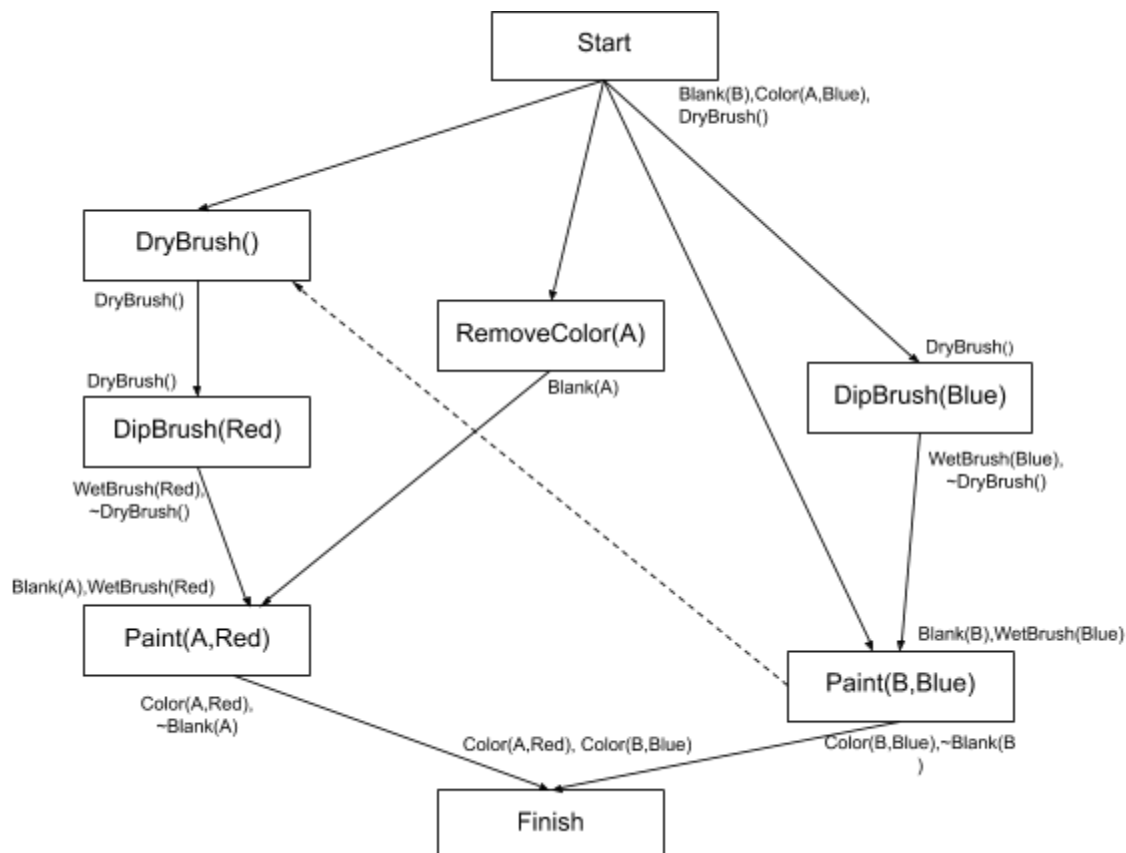 Start
Blank(B),Color(A,Blue),
DryBrush()
DryBrush()
DryBrush()
RemoveColor(A)
Blank(A)
DryBrush()
DipBrush(Blue)
DryBrush()
DipBrush(Red)
WetBrush(Blue),
~DryBrush()
WetBrush(Red),
~DryBrush()
Blank(A),WetBrush(Red)
Paint(A,Red)
Blank(B),WetBrush(Blue)
Paint(B,Blue)
Color(A,Red),
~Blank(A)
Color(A,Red), Color(B,Blue)
Color(B,Blue),~Blank(B
)
Finish